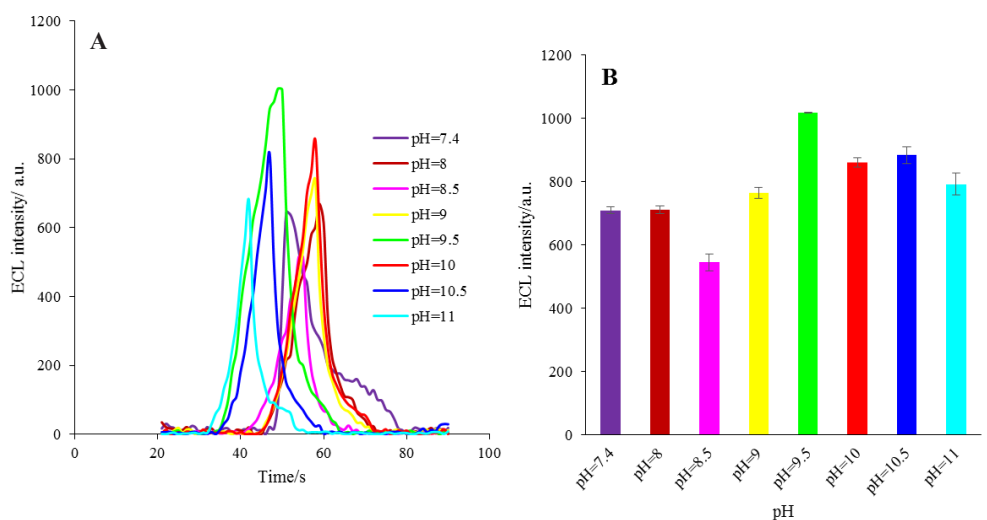 A
1200
1000
800
600
400
200
0
0
20
40
60
80
100
ECL intensity/ a.u.
Time/s
pH=7.4
pH=8
pH=8.5
pH=9
pH=9.5
pH=10
pH=10.5
pH=11
B
1200
1000
800
600
400
200
0
ECL intensity/a.u.
pH=7.4
pH=8
pH=8.5
pH=9
pH=9.5
pH=10
pH=10.5
pH=11
pH